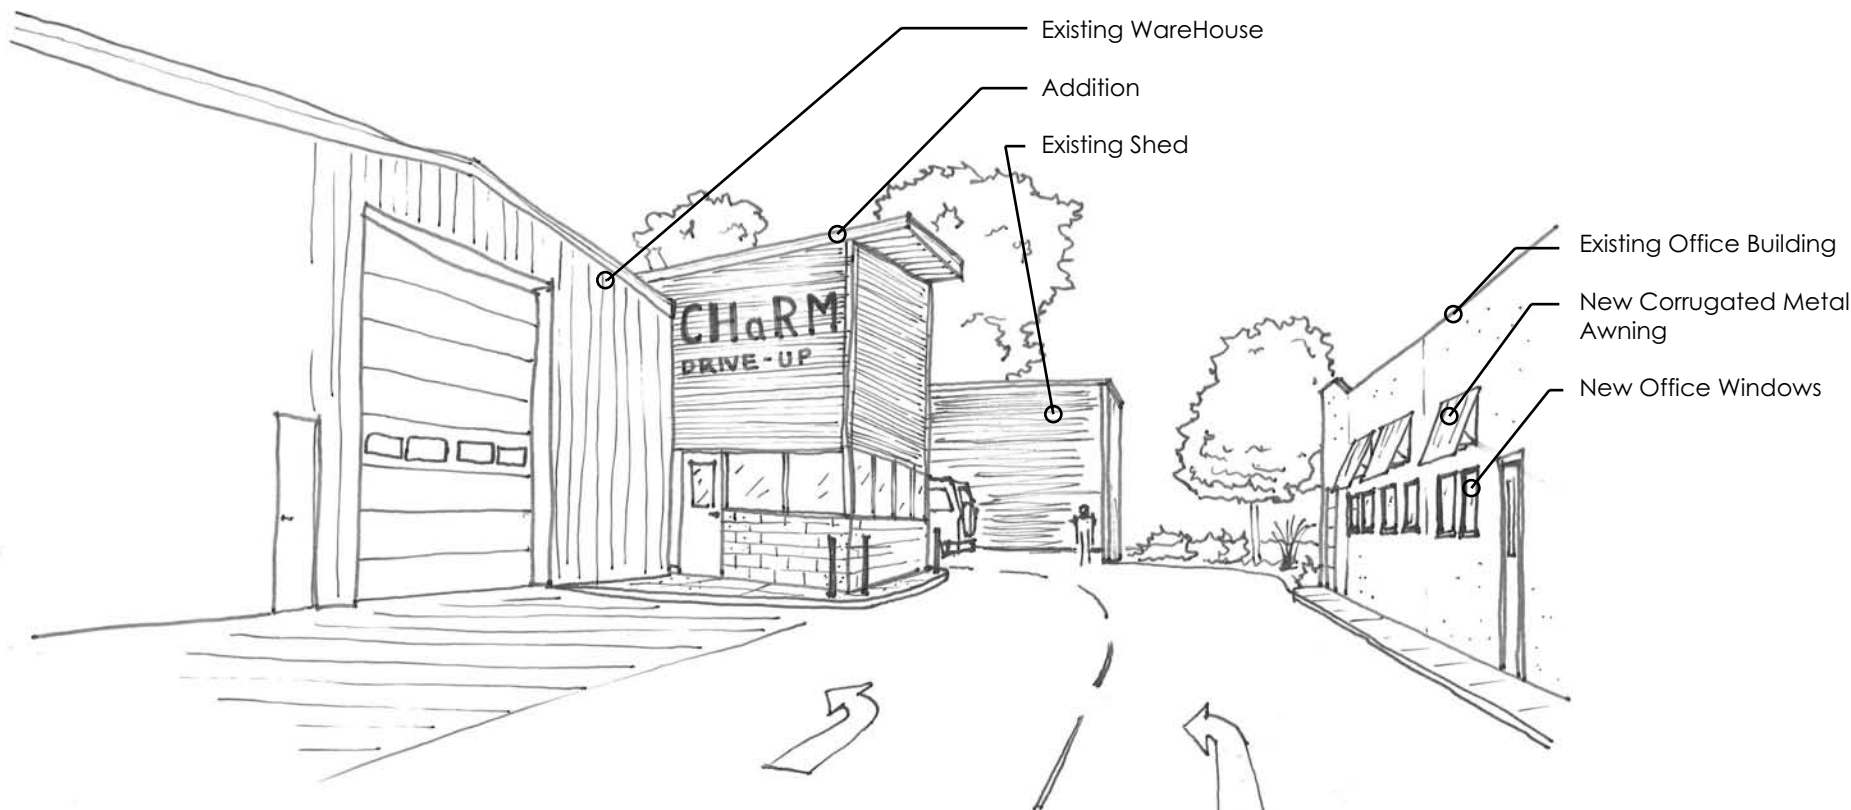 Existing WareHouse
Addition
Existing Shed
CHaRM
DRIVE-UP
Existing Office Building
New Corrugated Metal
Awning
New Office Windows